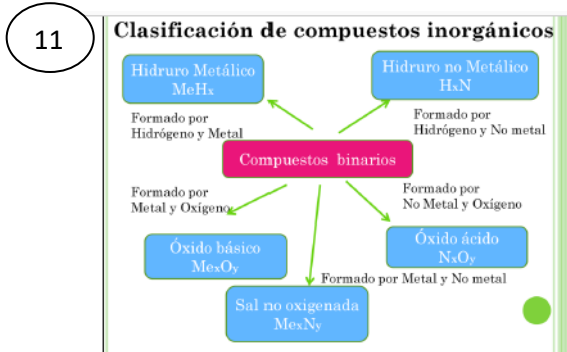 11
Clasificación de compuestos inorgánicos
Hidruro Metálico
MeHx
Hidruro no Metálico
HxN
Formado por
Hidrógeno y Metal
Formado por
Hidrógeno y No metal
Compuestos binarios
Formado por
Metal y Oxígeno
Formado por
No Metal y Oxígeno
Óxido básico
MexOy
Óxido ácido
NxOy
Formado por Metal y No metal
Sal no oxigenada
MexNy